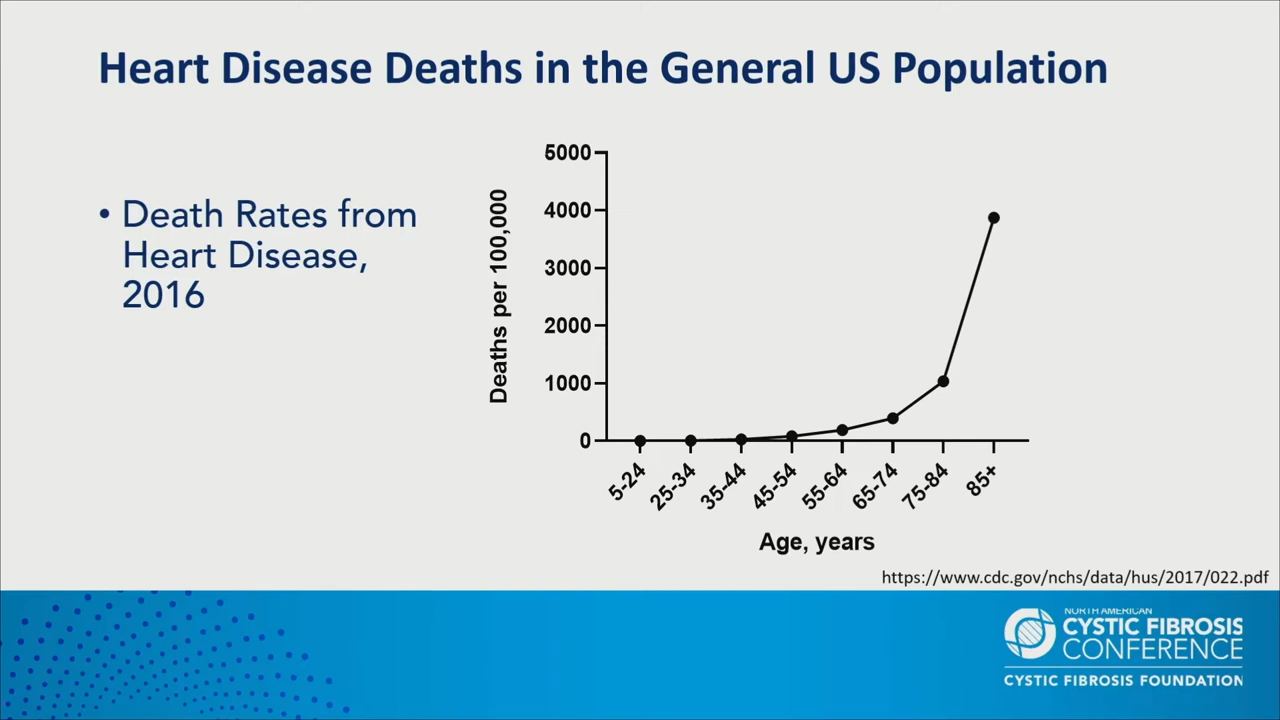 Heart Disease Deaths in the General US Population
• Death Rates from
Heart Disease,
2016
Deaths per 100,000
5000
4000
3000
2000
1000
0
5-24
25-34
35-44
45-54
55-64
65-74
75-84
85+
Age, years
https://www.cdc.gov/nchs/data/hus/2017/022.pdf
NORTH AMERICAN
CYSTIC FIBROSIS
CONFERENCE
CYSTIC FIBROSIS FOUNDATION